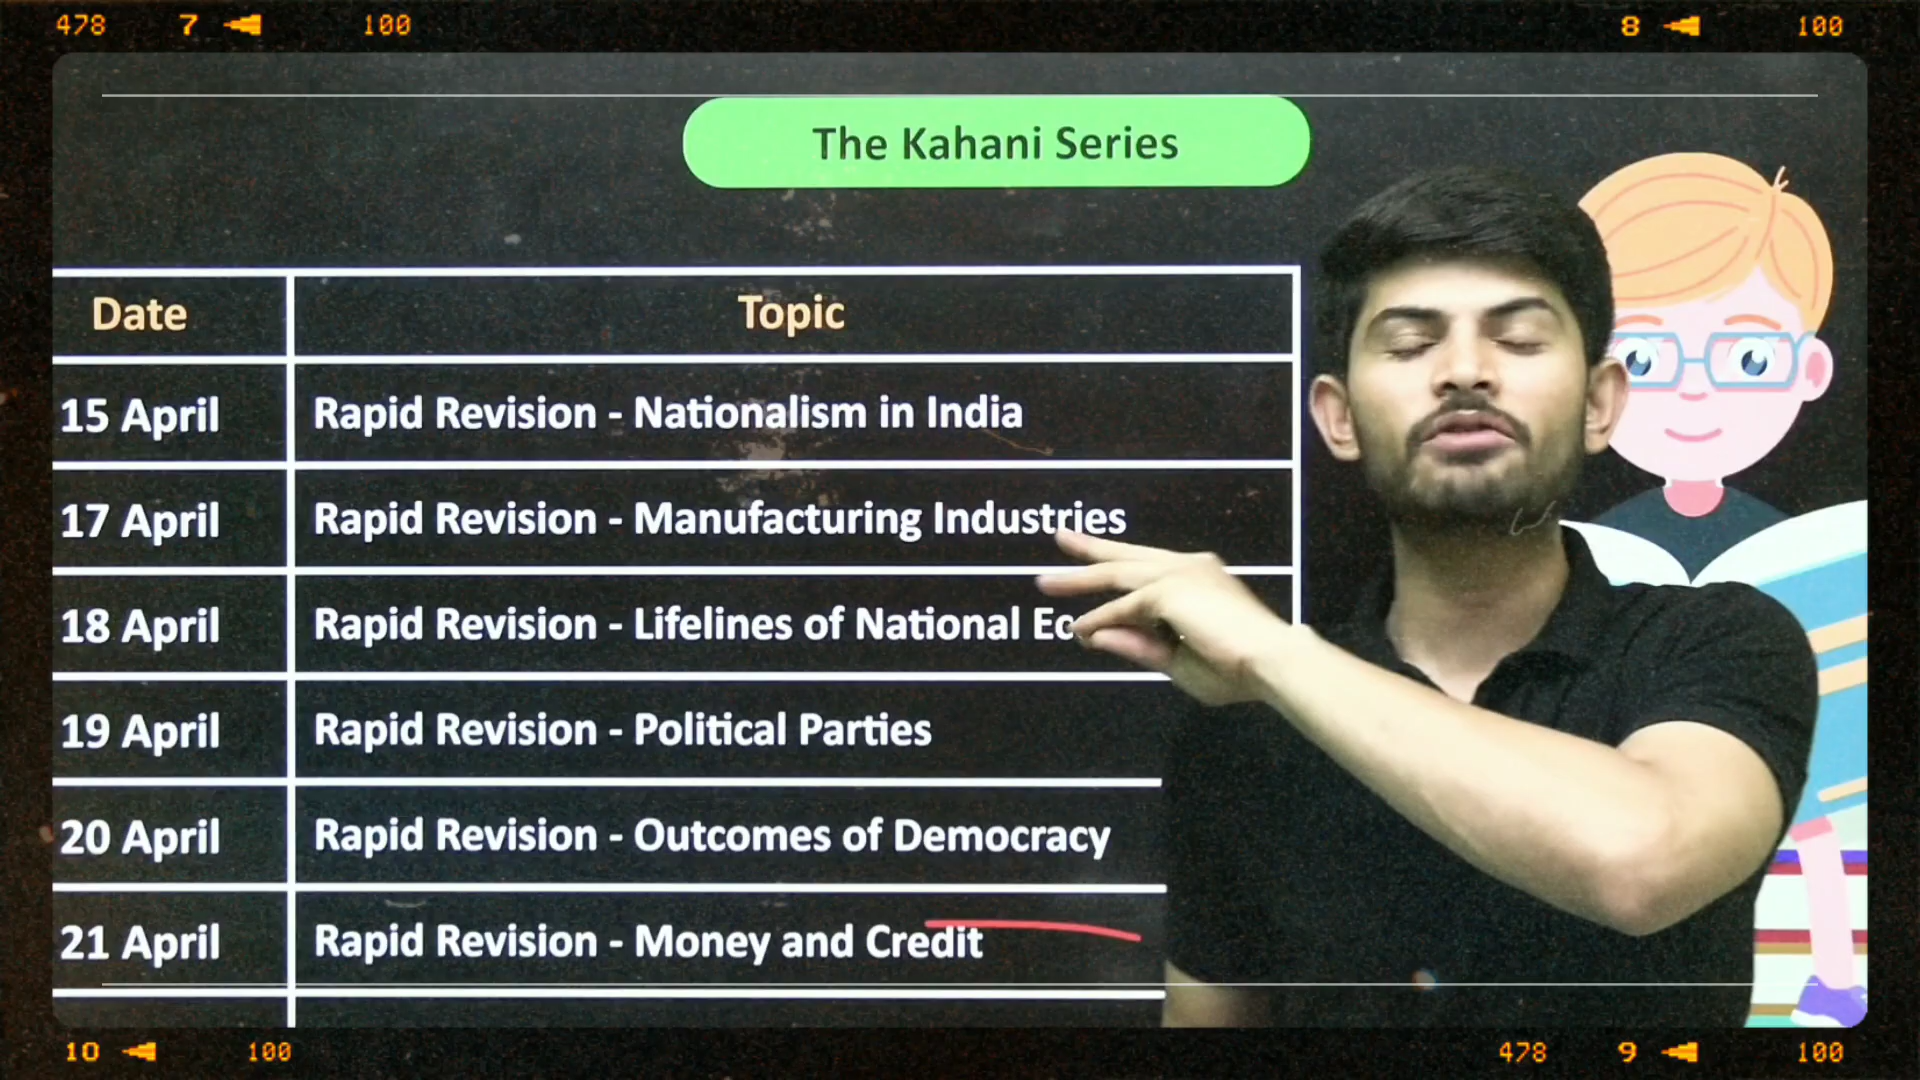 478 7 100 8 100
The Kahani Series
Date Topic
15 April Rapid Revision - Nationalism in India
17 April Rapid Revision - Manufacturing Industries
18 April Rapid Revision - Lifelines of National
19 April Rapid Revision - Political Parties
20 April Rapid Revision - Outcomes of Democracy
21 April Rapid Revision - Money and Credit
10 100 478 9 100